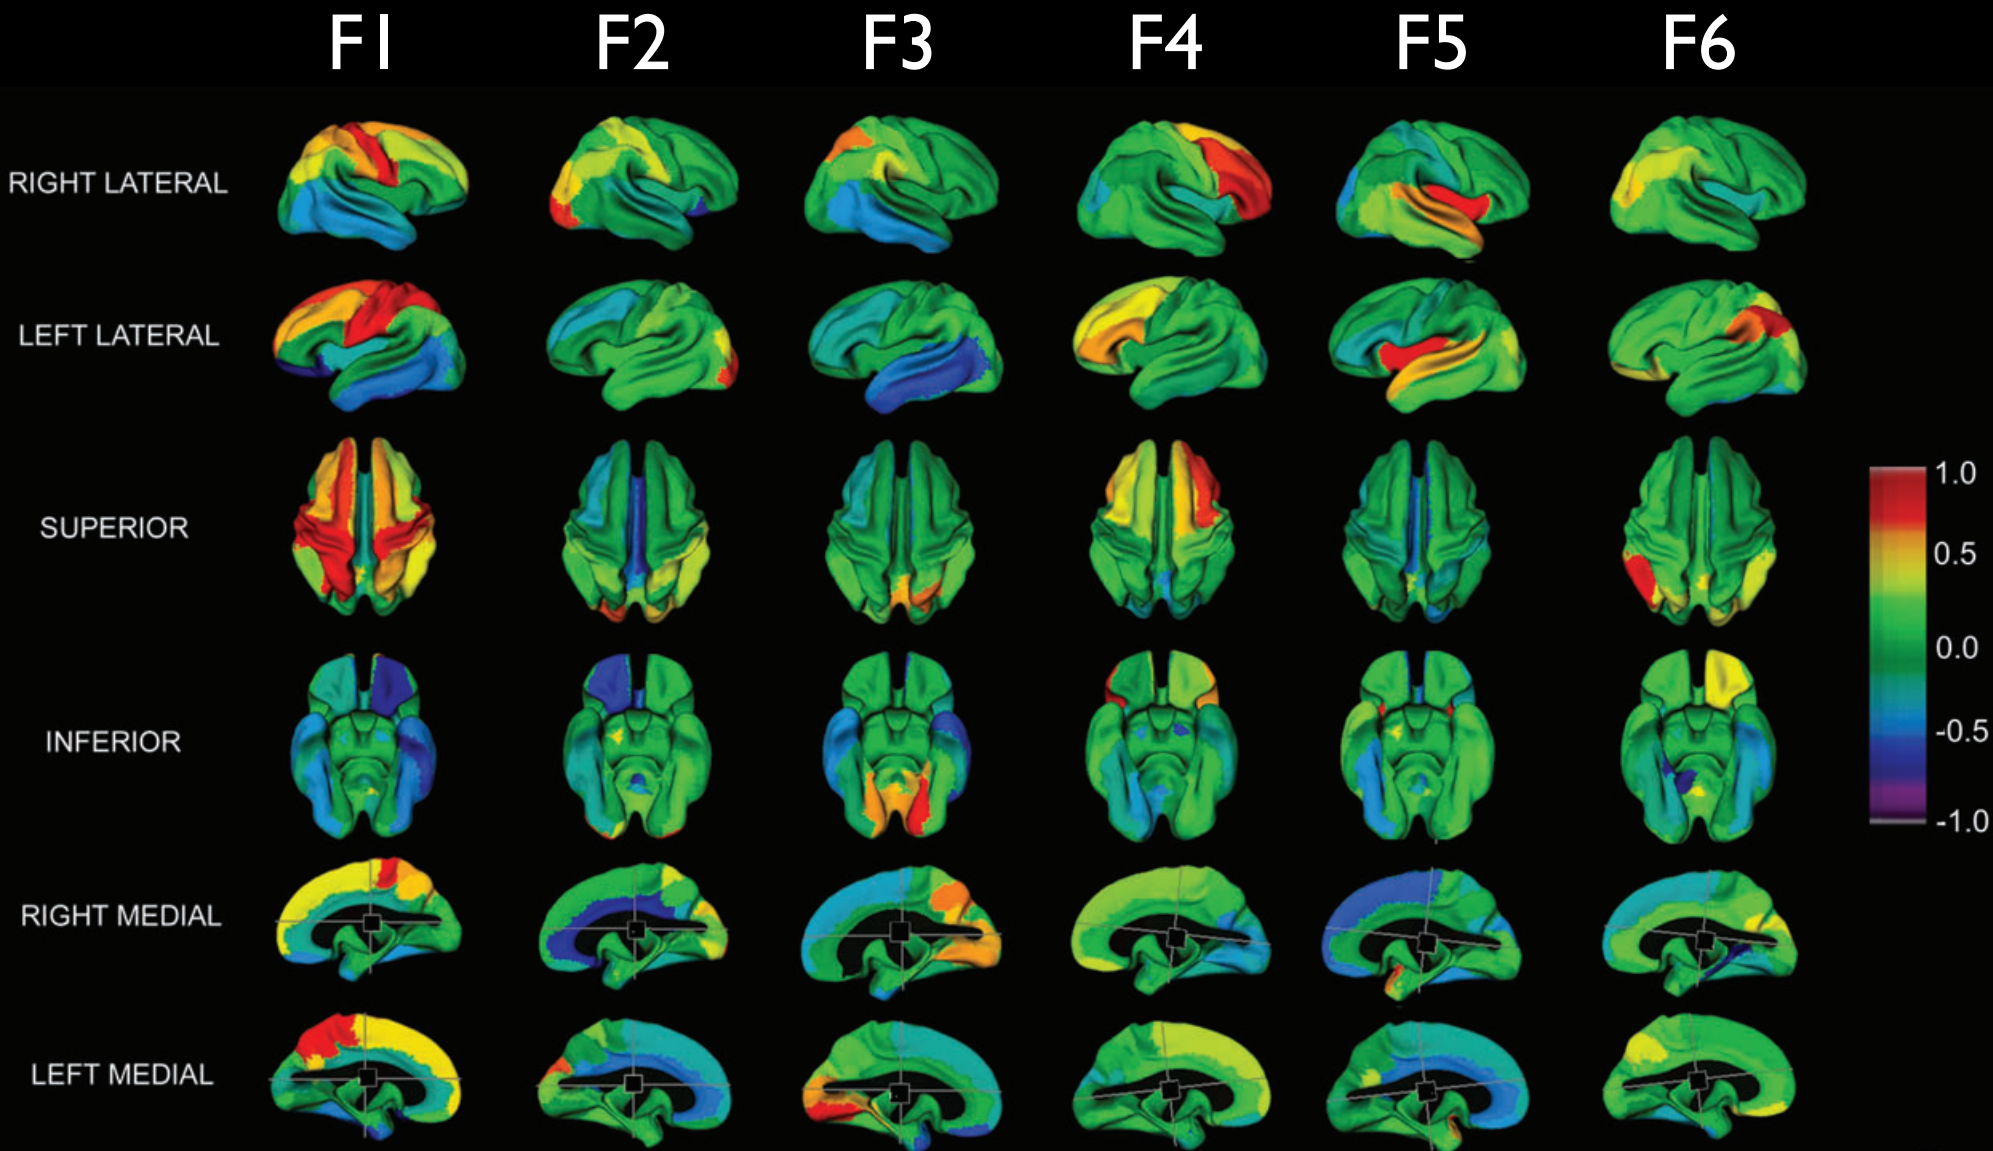 F1 F2 F3 F4 F5 F6
RIGHT LATERAL
LEFT LATERAL
SUPERIOR
1.0
0.5
0.0
INFERIOR
-0.5
-1.0
RIGHT MEDIAL
LEFT MEDIAL